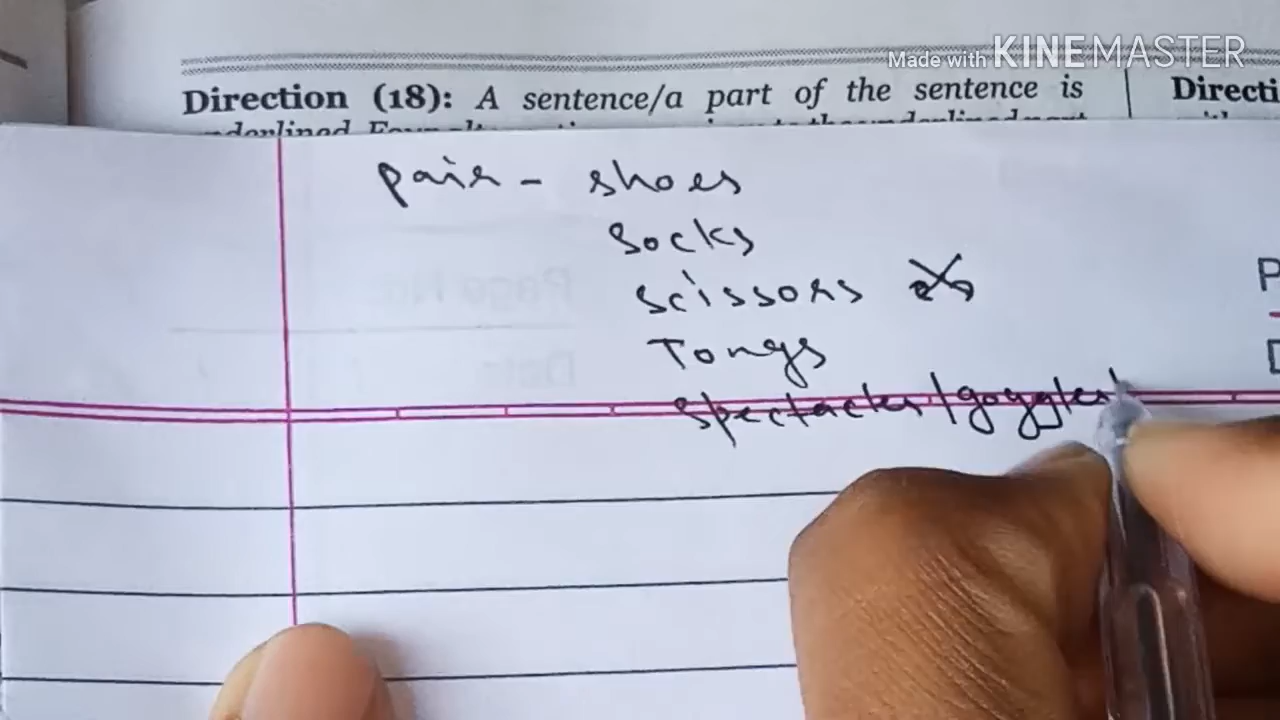 Made with KINEMASTER
Direction (18): A sentence/a part of the sentence is
Directi
pair - shoes
socks
scissors
Tongs
spectacles/goggles/
P
D